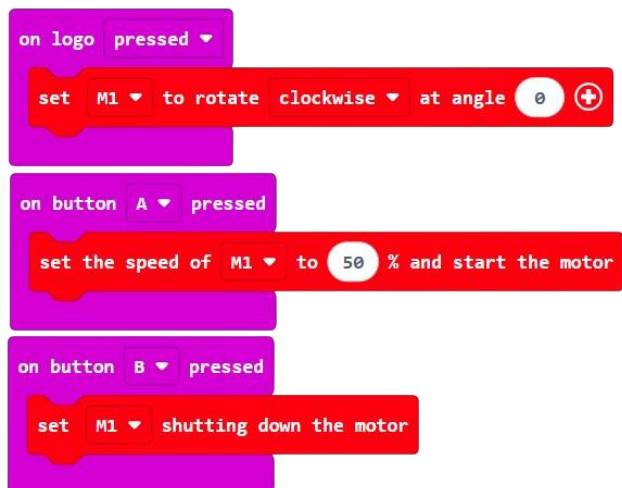 on logo pressed
set M1 to rotate clockwise at angle 0
on button A pressed
set the speed of M1 to 50 % and start the motor
on button B pressed
set M1 shutting down the motor